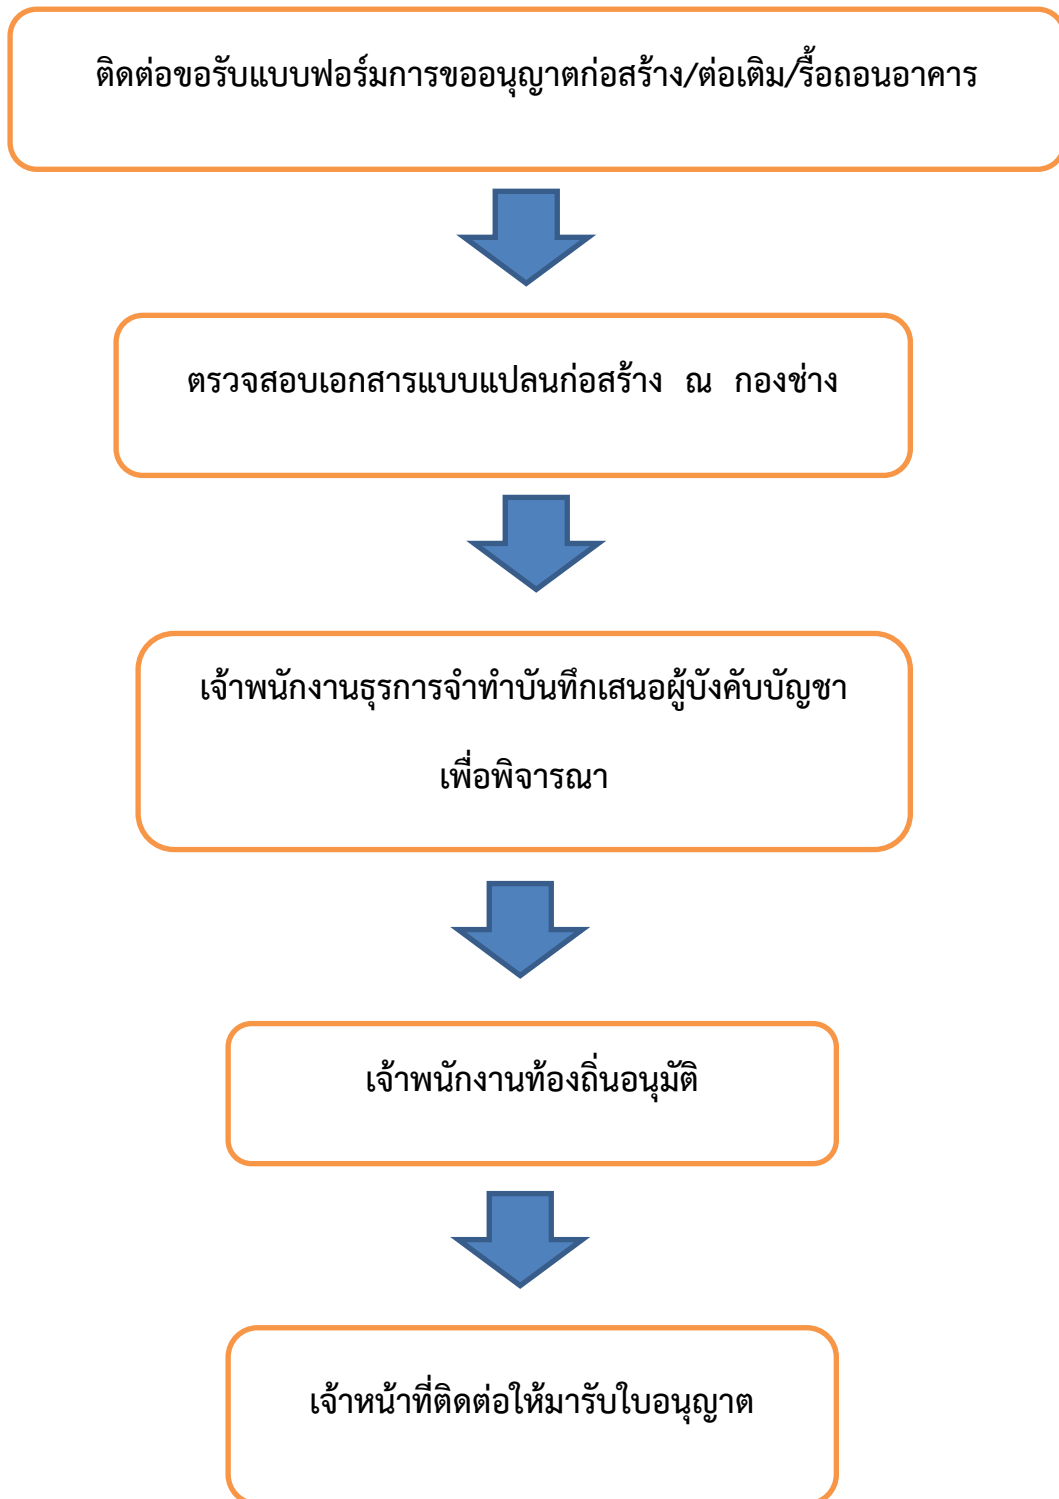 ติดต่อขอรับแบบฟอร์มการขออนุญาตก่อสร้าง/ต่อเติม/รื้อถอนอาคาร
ตรวจสอบเอกสารแบบแปลนก่อสร้าง ณ กองช่าง
เจ้าพนักงานธุรการจำทำบันทึกเสนอผู้บังคับบัญชา
เพื่อพิจารณา
เจ้าพนักงานท้องถิ่นอนุมัติ
เจ้าหน้าที่ติดต่อให้มารับใบอนุญาต